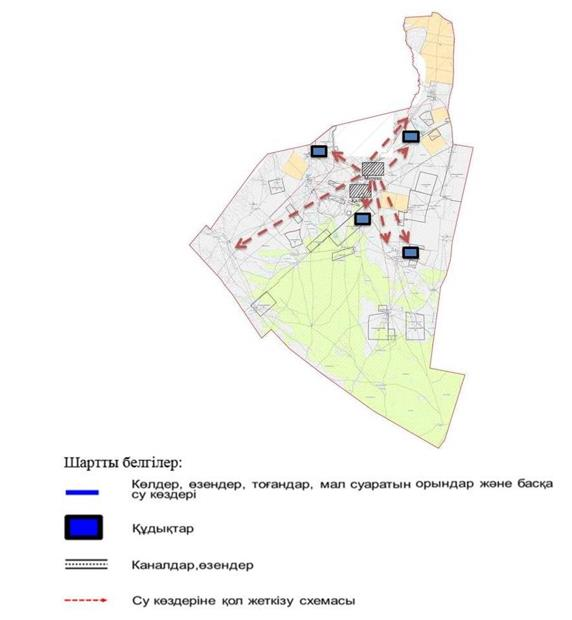 Шартты белгілер:
Көлдер, өзендер, тоғандар, мал суаратын орындар және басқа
су көздері
Құдықтар
Каналдар,өзендер
Су көздеріне қол жеткізу схемасы